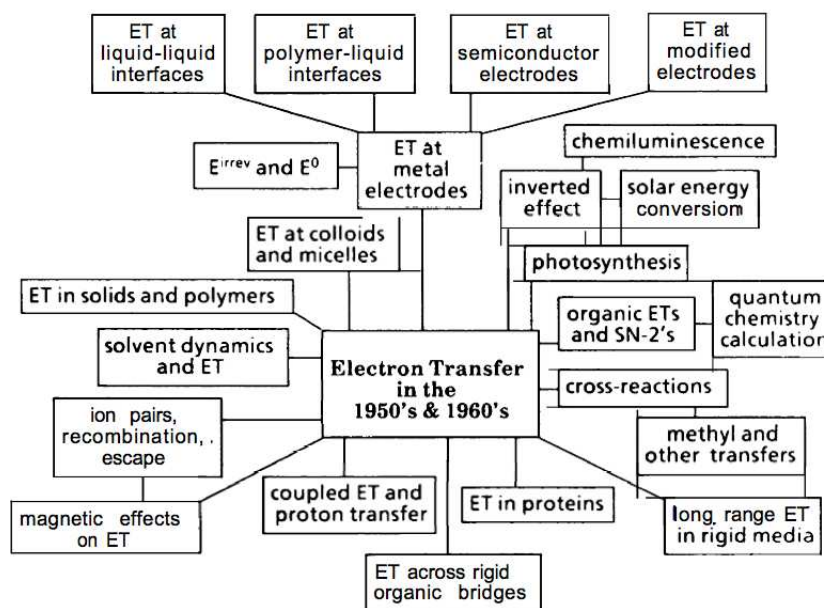 ET at
liquid-liquid
interfaces
ET at
polymer-liquid
interfaces
ET at
semiconductor
electrodes
ET at
modified
electrodes
E^irrev and E^0
ET at
metal
electrodes
chemiluminescence
inverted
effect
solar energy
conversion
ET at colloids
and micelles
photosynthesis
ET in solids and polymers
organic ETs
and SN-2's
quantum
chemistry
calculation
solvent dynamics
and ET
Electron Transfer
in the
1950's & 1960's
cross-reactions
ion pairs,
recombination, .
escape
methyl and
other transfers
magnetic effects
on ET
coupled ET and
proton transfer
ET in proteins
long range ET
in rigid media
ET across rigid
organic bridges